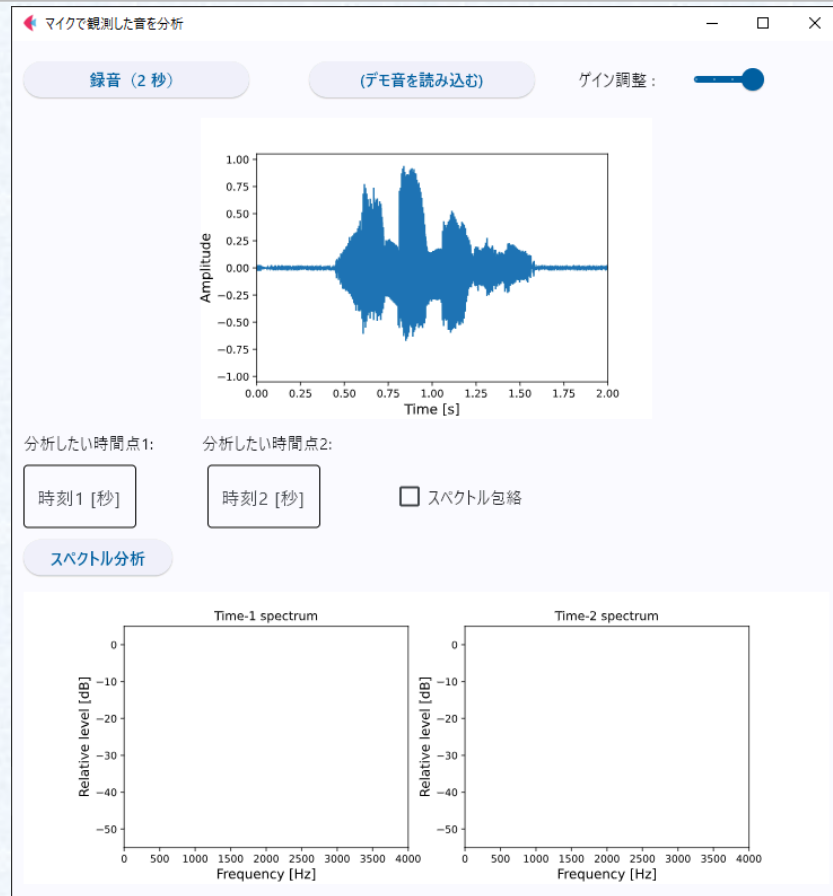 マイクで観測した音を分析
録音（2 秒） (デモ音を読み込む) ゲイン調整 :
1.00
0.75
0.50
0.25
0.00
−0.25
−0.50
−0.75
−1.00
Amplitude
0.00 0.25 0.50 0.75 1.00 1.25 1.50 1.75 2.00
Time [s]
分析したい時間点1: 分析したい時間点2:
時刻1 [秒] 時刻2 [秒] スペクトル包絡
スペクトル分析
Time-1 spectrum
0
−10
−20
−30
−40
−50
Relative level [dB]
0 500 1000 1500 2000 2500 3000 3500 4000
Frequency [Hz]
Time-2 spectrum
0
−10
−20
−30
−40
−50
Relative level [dB]
0 500 1000 1500 2000 2500 3000 3500 4000
Frequency [Hz]